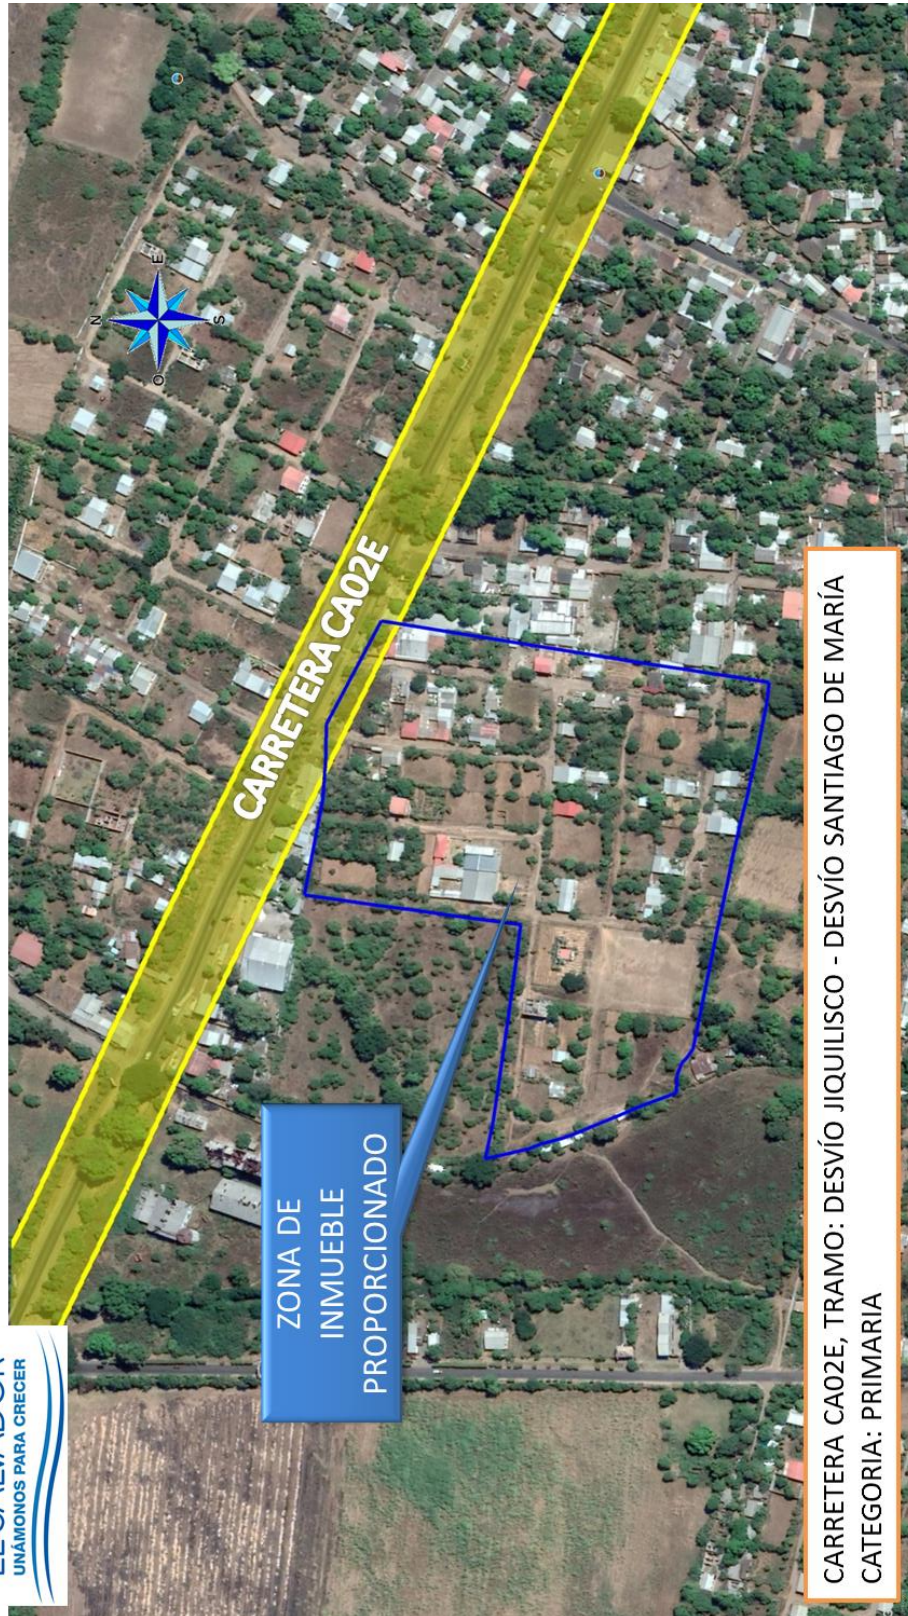 UNÁMONOS PARA CRECER
N
E
S
O
CARRETERA CA02E
ZONA DE
INMUEBLE
PROPORCIONADO
CARRETERA CA02E, TRAMO: DESVÍO JIQUILISCO - DESVÍO SANTIAGO DE MARÍA
CATEGORIA: PRIMARIA